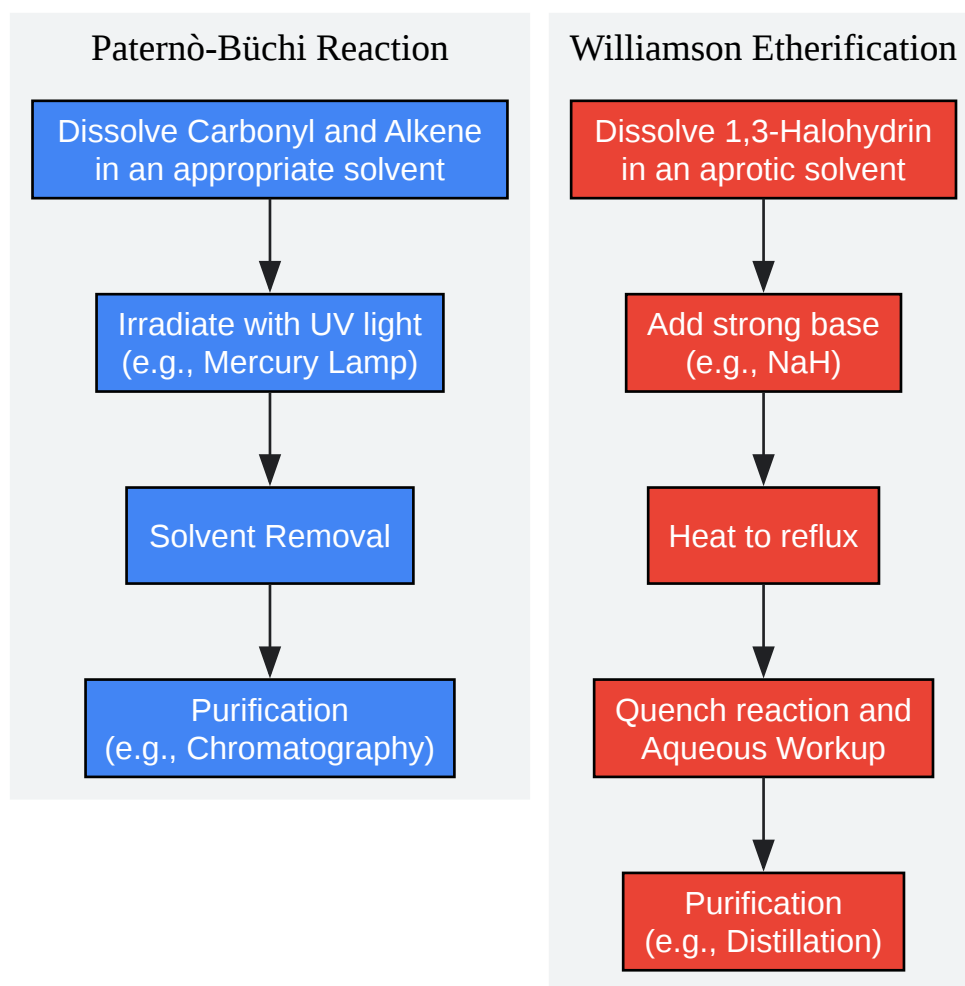 Paternò-Büchi Reaction
Dissolve Carbonyl and Alkene
in an appropriate solvent
Irradiate with UV light
(e.g., Mercury Lamp)
Solvent Removal
Purification
(e.g., Chromatography)
Williamson Etherification
Dissolve 1,3-Halohydrin
in an aprotic solvent
Add strong base
(e.g., NaH)
Heat to reflux
Quench reaction and
Aqueous Workup
Purification
(e.g., Distillation)